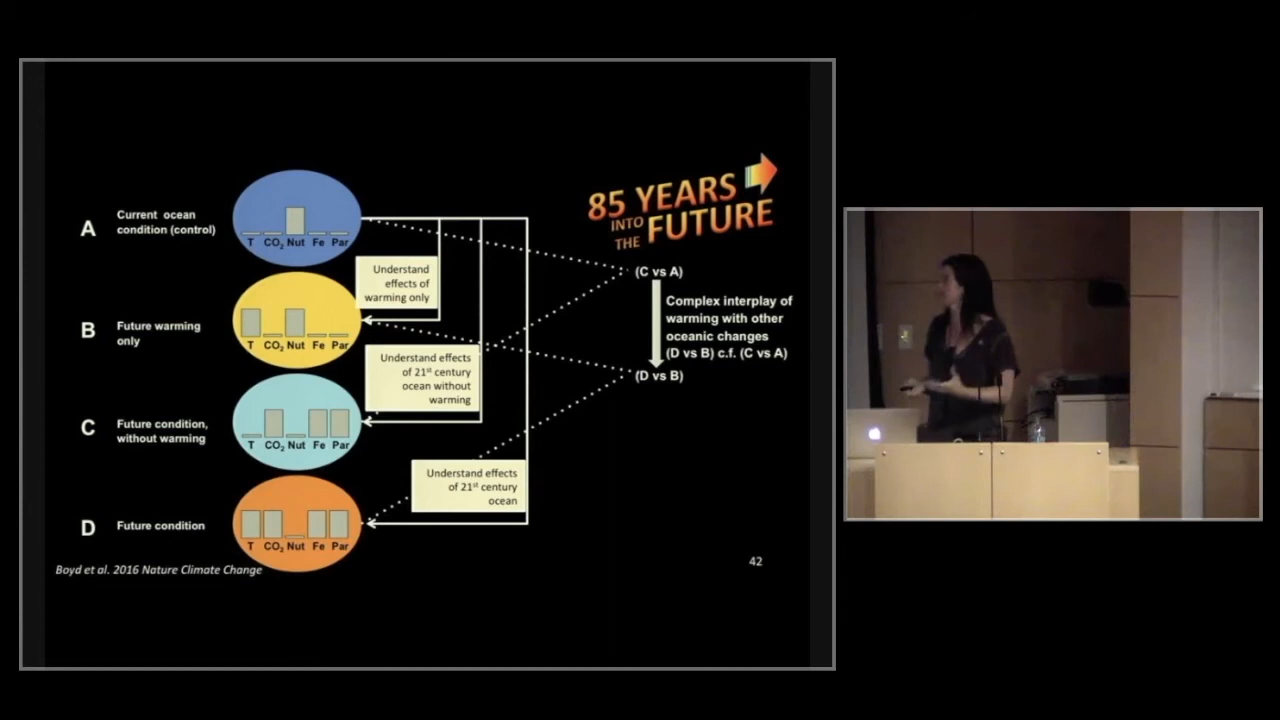 85 YEARS
INTO
THE
FUTURE
A
Current ocean
condition (control)
T CO₂ Nut Fe Par
B
Future warming
only
T CO₂ Nut Fe Par
C
Future condition,
without warming
T CO₂ Nut Fe Par
D
Future condition
T CO₂ Nut Fe Par
Understand
effects of
warming only
Understand effects
of 21st century
ocean without
warming
Understand effects
of 21st century
ocean
(C vs A)
Complex interplay of
warming with other
oceanic changes
(D vs B) c.f. (C vs A)
(D vs B)
Boyd et al. 2016 Nature Climate Change
42